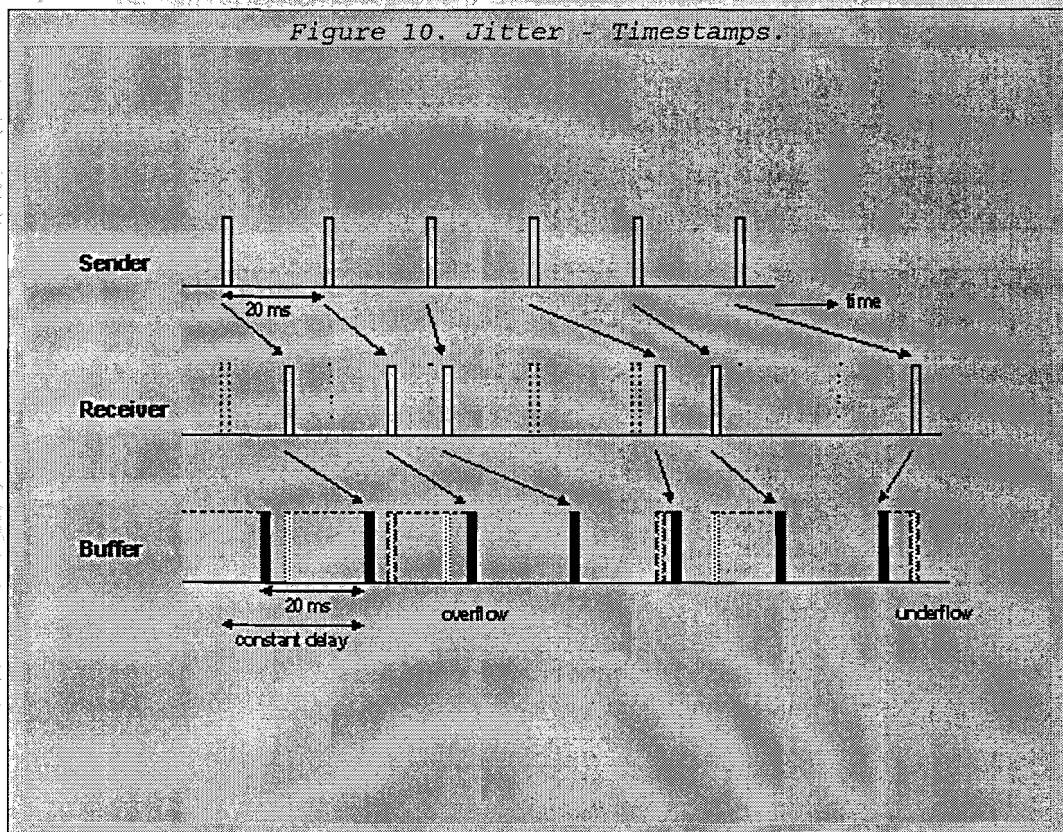 Figure 10. Jitter - Timestamps.
Sender
20 ms
time
Receiver
Buffer
20 ms
overflow
underflow
constant delay